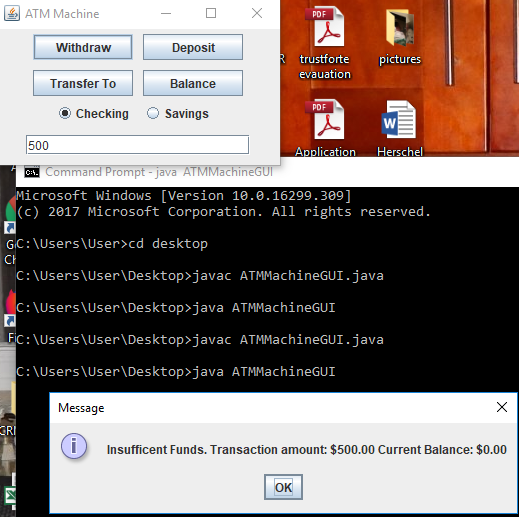 ATM Machine
Withdraw
Deposit
Transfer To
Balance
Checking
Savings
500
PDF
trustforte
evauation
pictures
PDF
Application
Herschel
Command Prompt - java ATMMachineGUI
Microsoft Windows [Version 10.0.16299.309]
(c) 2017 Microsoft Corporation. All rights reserved.
C:\Users\User>cd desktop
C:\Users\User\Desktop>javac ATMMachineGUI.java
C:\Users\User\Desktop>java ATMMachineGUI
C:\Users\User\Desktop>javac ATMMachineGUI.java
C:\Users\User\Desktop>java ATMMachineGUI
Message
Insufficent Funds. Transaction amount: $500.00 Current Balance: $0.00
OK